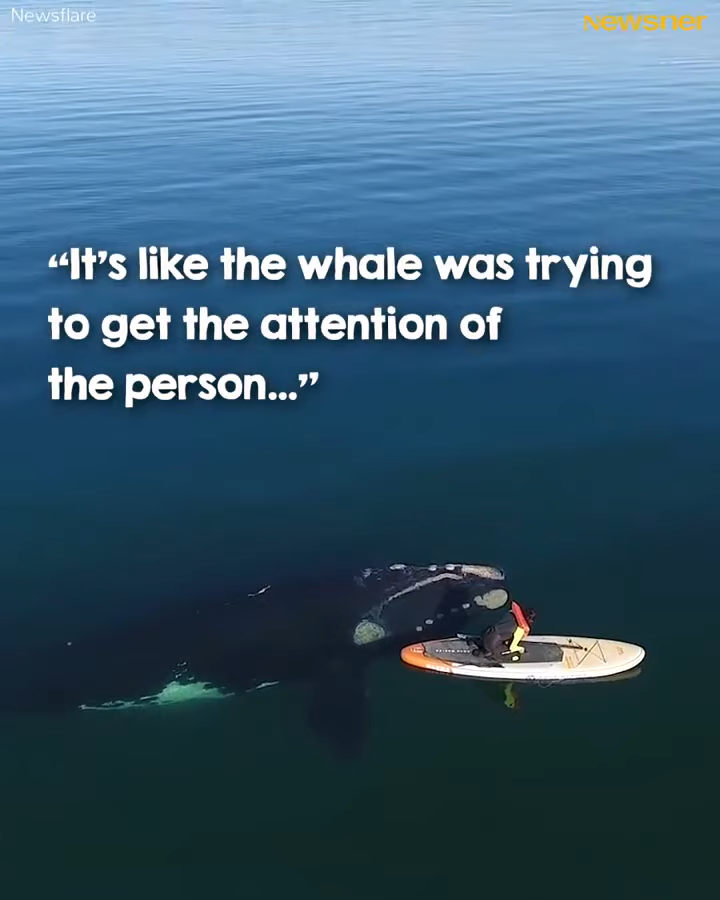 Newsflare
Newsner
“It’s like the whale was trying
to get the attention of
the person...”